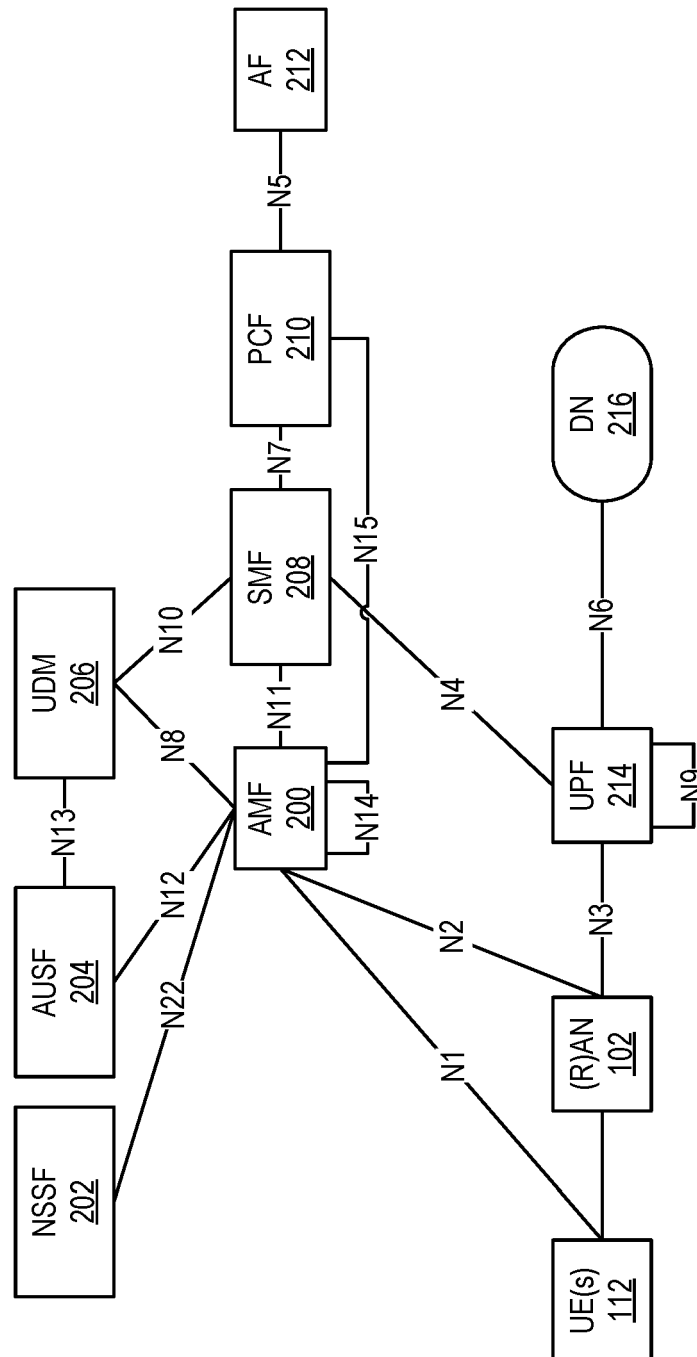 NSSF
202
AUSF
204
N13
UDM
206
N22
N12
N8
N10
AMF
200
N11
SMF
208
N7
PCF
210
N5
AF
212
N14
N15
N1
N2
N4
UE(s)
112
(R)AN
102
N3
UPF
214
N6
DN
216
N9